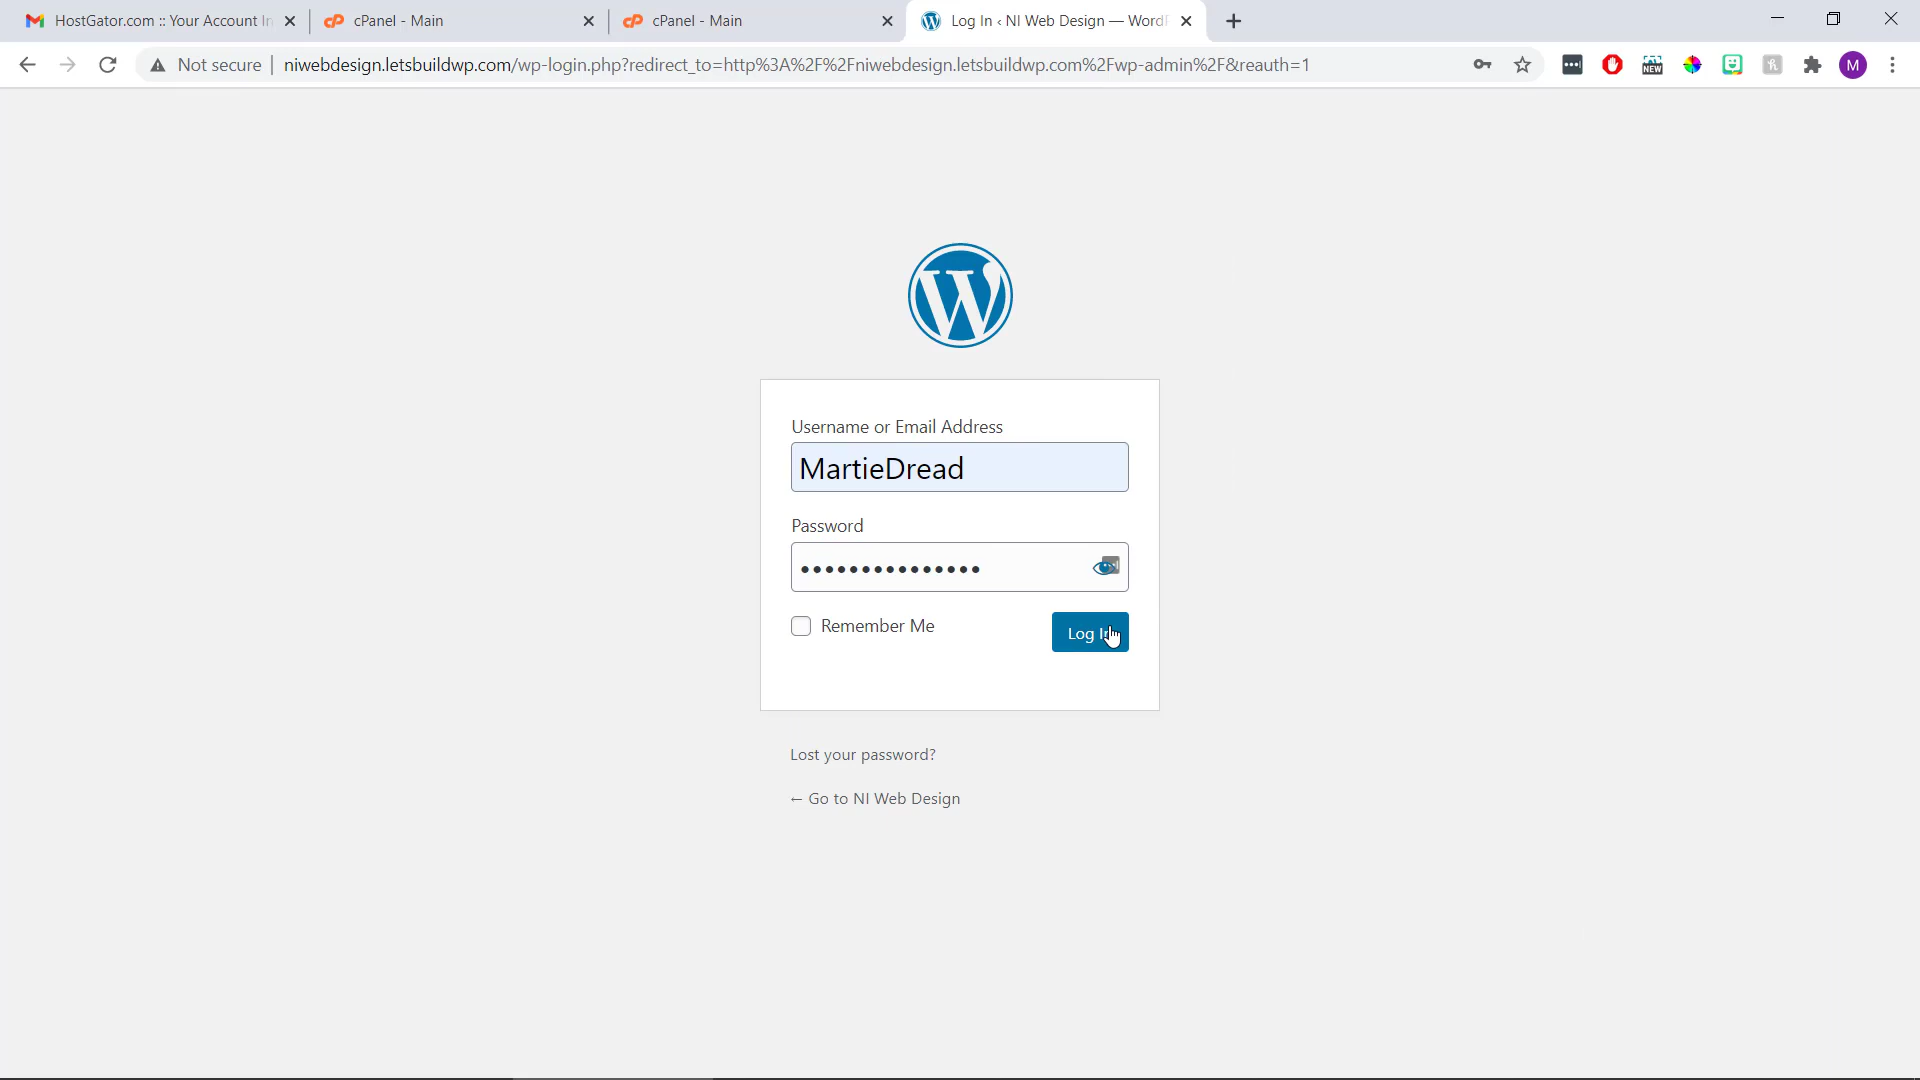 HostGator.com :: Your Account In
cPanel - Main
cPanel - Main
Log In ‹ NI Web Design — WordP
Not secure
niwebdesign.letsbuildwp.com/wp-login.php?redirect_to=http%3A%2F%2Fniwebdesign.letsbuildwp.com%2Fwp-admin%2F&reauth=1
NEW
M
Username or Email Address
MartieDread
Password
Remember Me
Log In
Lost your password?
← Go to NI Web Design